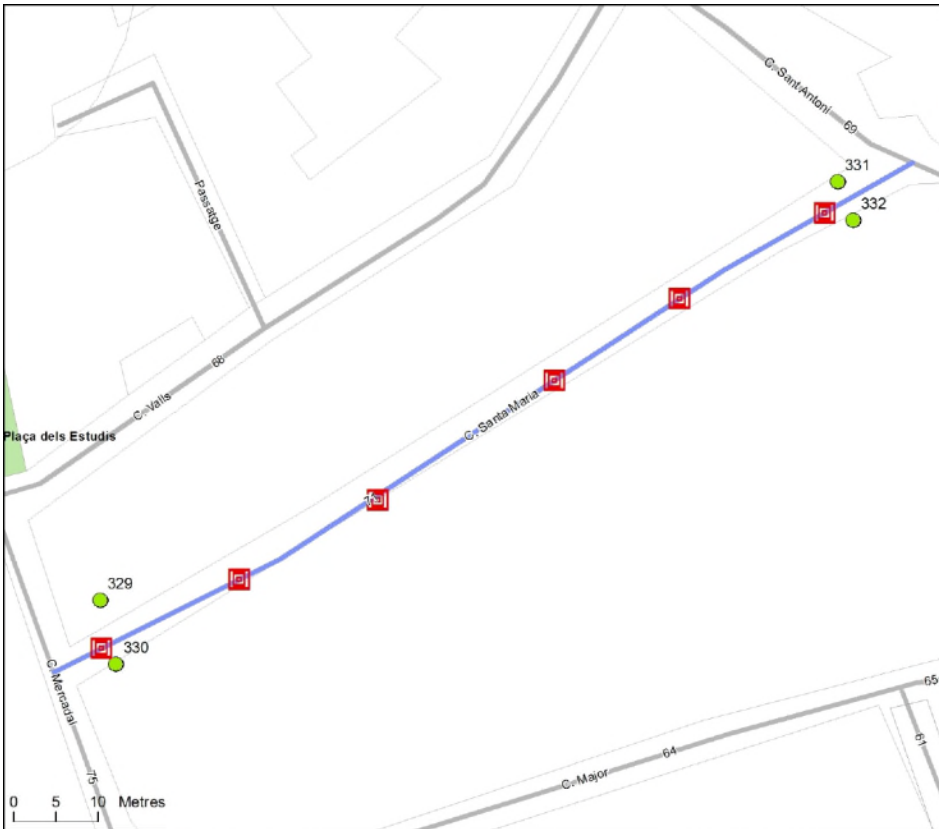 C. Sant Antoni
69
331
332
Passatge
68
C. Valls
C. Santa Maria
Plaça dels Estudis
329
330
C. Mercadal
75
C. Major
64
65
61
0 5 10 Metres